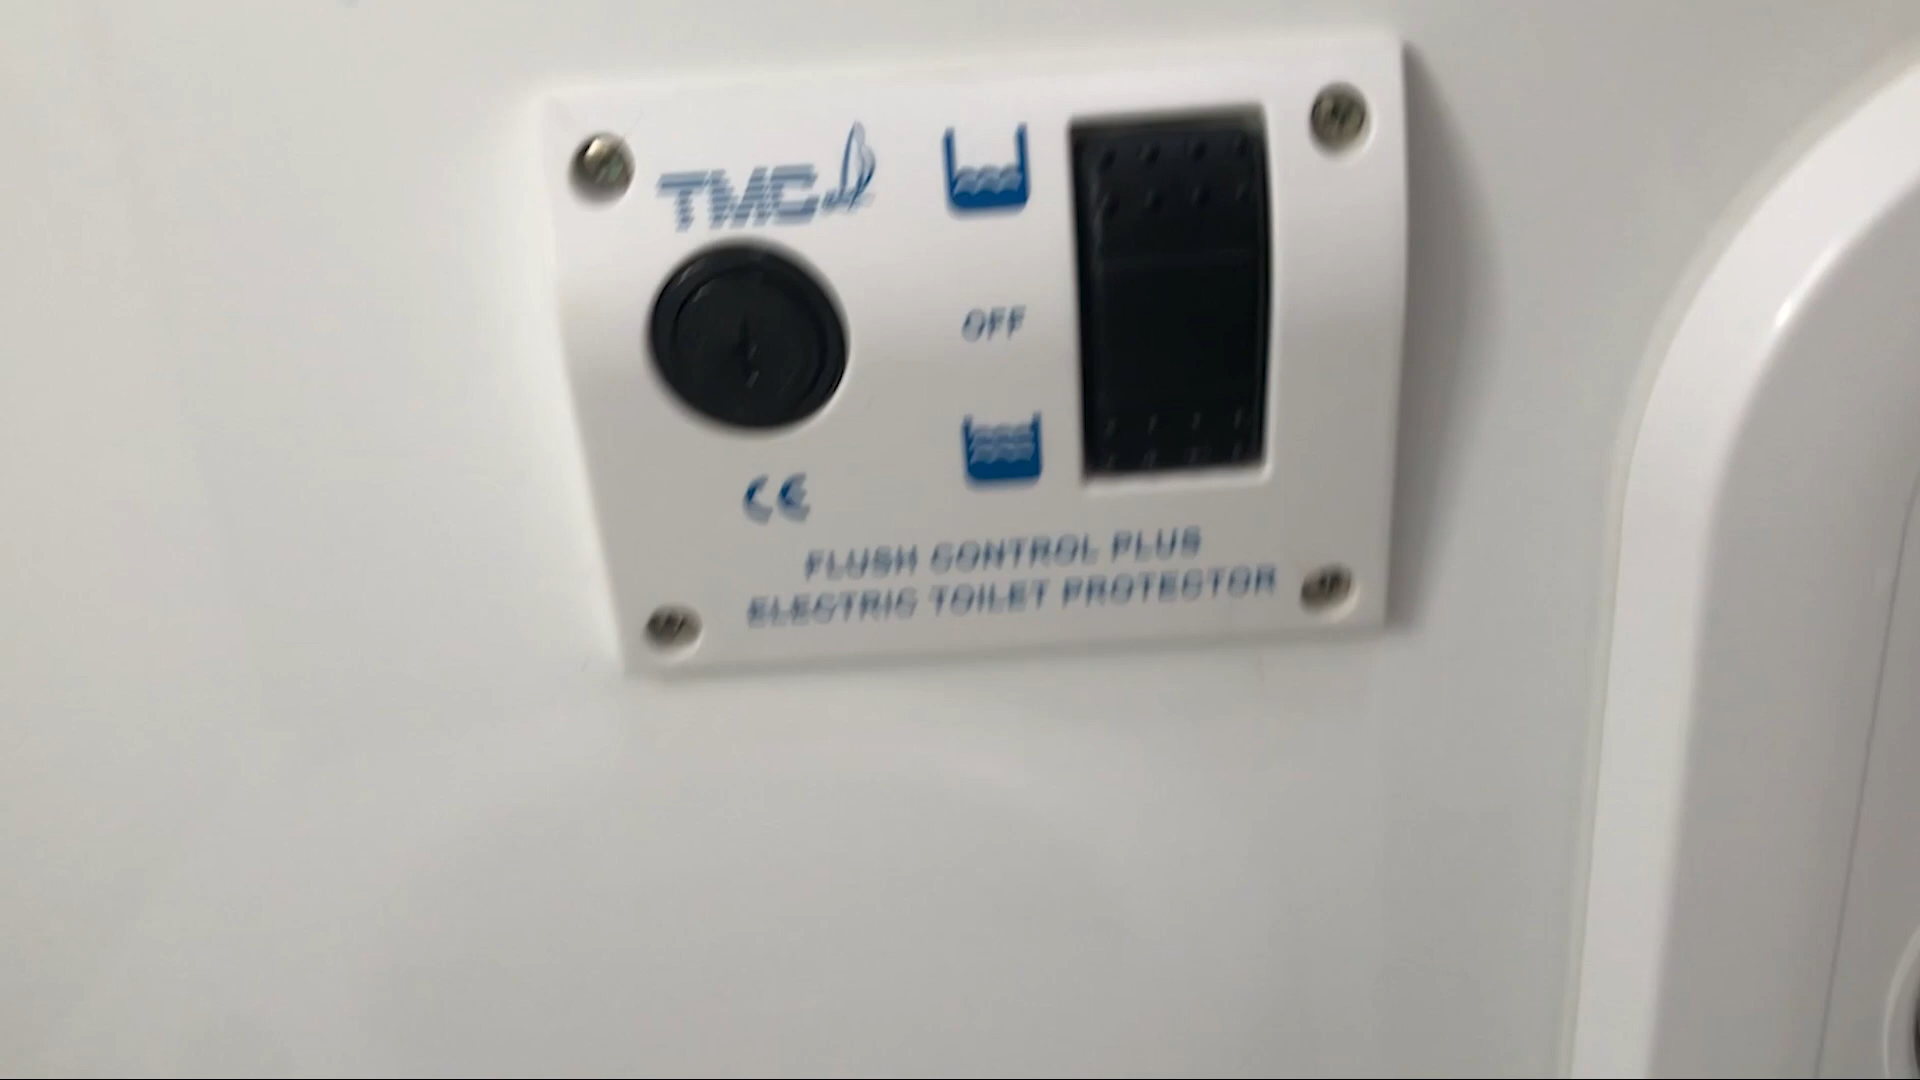 TMC
OFF
CE
FLUSH CONTROL PLUS
ELECTRIC TOILET PROTECTOR